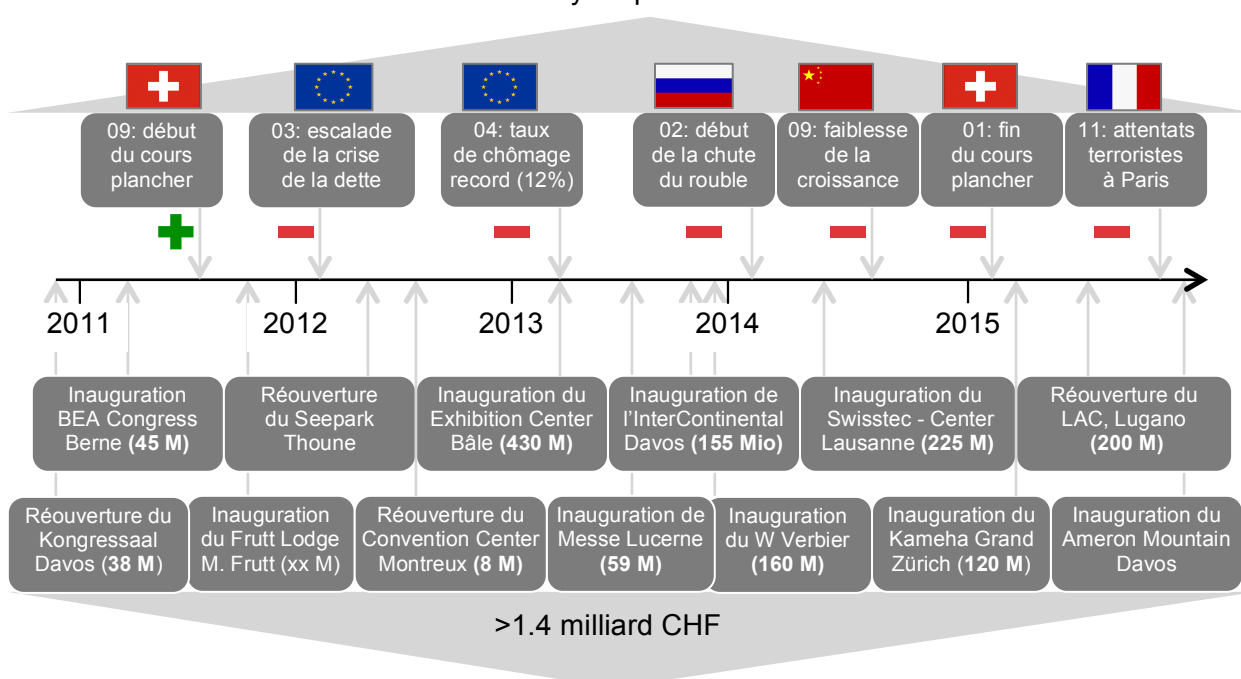 09: début
du cours
plancher
03: escalade
de la crise
de la dette
04: taux
de chômage
record (12%)
02: début
de la chute
du rouble
09: faiblesse
de la
croissance
01: fin
du cours
plancher
11: attentats
terroristes
à Paris
2011
2012
2013
2014
2015
Inauguration
BEA Congress
Berne (45 M)
Réouverture
du Seepark
Thoune
Inauguration du
Exhibition Center
Bâle (430 M)
Inauguration de
l'InterContinental
Davos (155 Mio)
Inauguration du
Swisstec - Center
Lausanne (225 M)
Réouverture du
LAC, Lugano
(200 M)
Réouverture du
Kongressaal
Davos (38 M)
Inauguration
du Frutt Lodge
M. Frutt (xx M)
Réouverture du
Convention Center
Montreux (8 M)
Inauguration de
Messe Lucerne
(59 M)
Inauguration
du W Verbier
(160 M)
Inauguration du
Kameha Grand
Zürich (120 M)
Inauguration du
Ameron Mountain
Davos
>1.4 milliard CHF